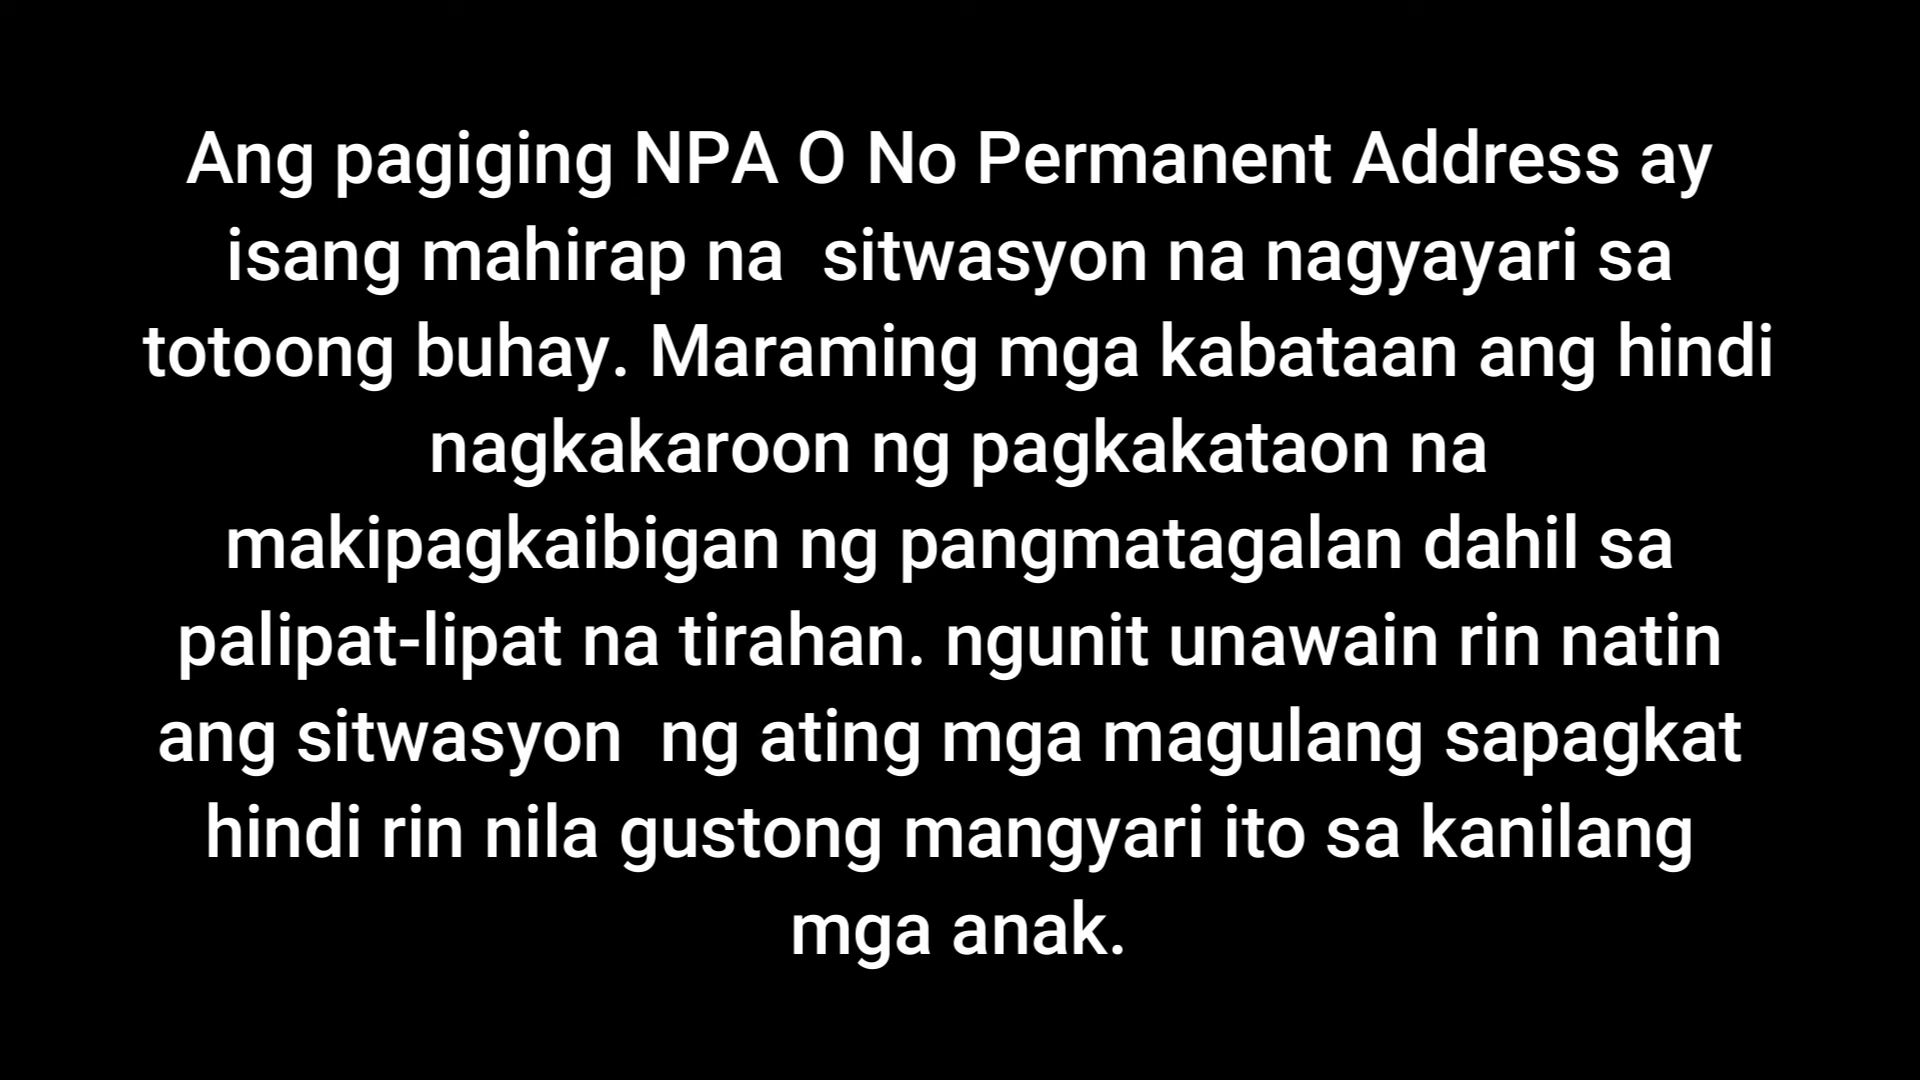 Ang pagiging NPA O No Permanent Address ay
isang mahirap na  sitwasyon na nagyayari sa
totoong buhay. Maraming mga kabataan ang hindi
nagkakaroon ng pagkakataon na
makipagkaibigan ng pangmatagalan dahil sa
palipat-lipat na tirahan. ngunit unawain rin natin
ang sitwasyon  ng ating mga magulang sapagkat
hindi rin nila gustong mangyari ito sa kanilang
mga anak.